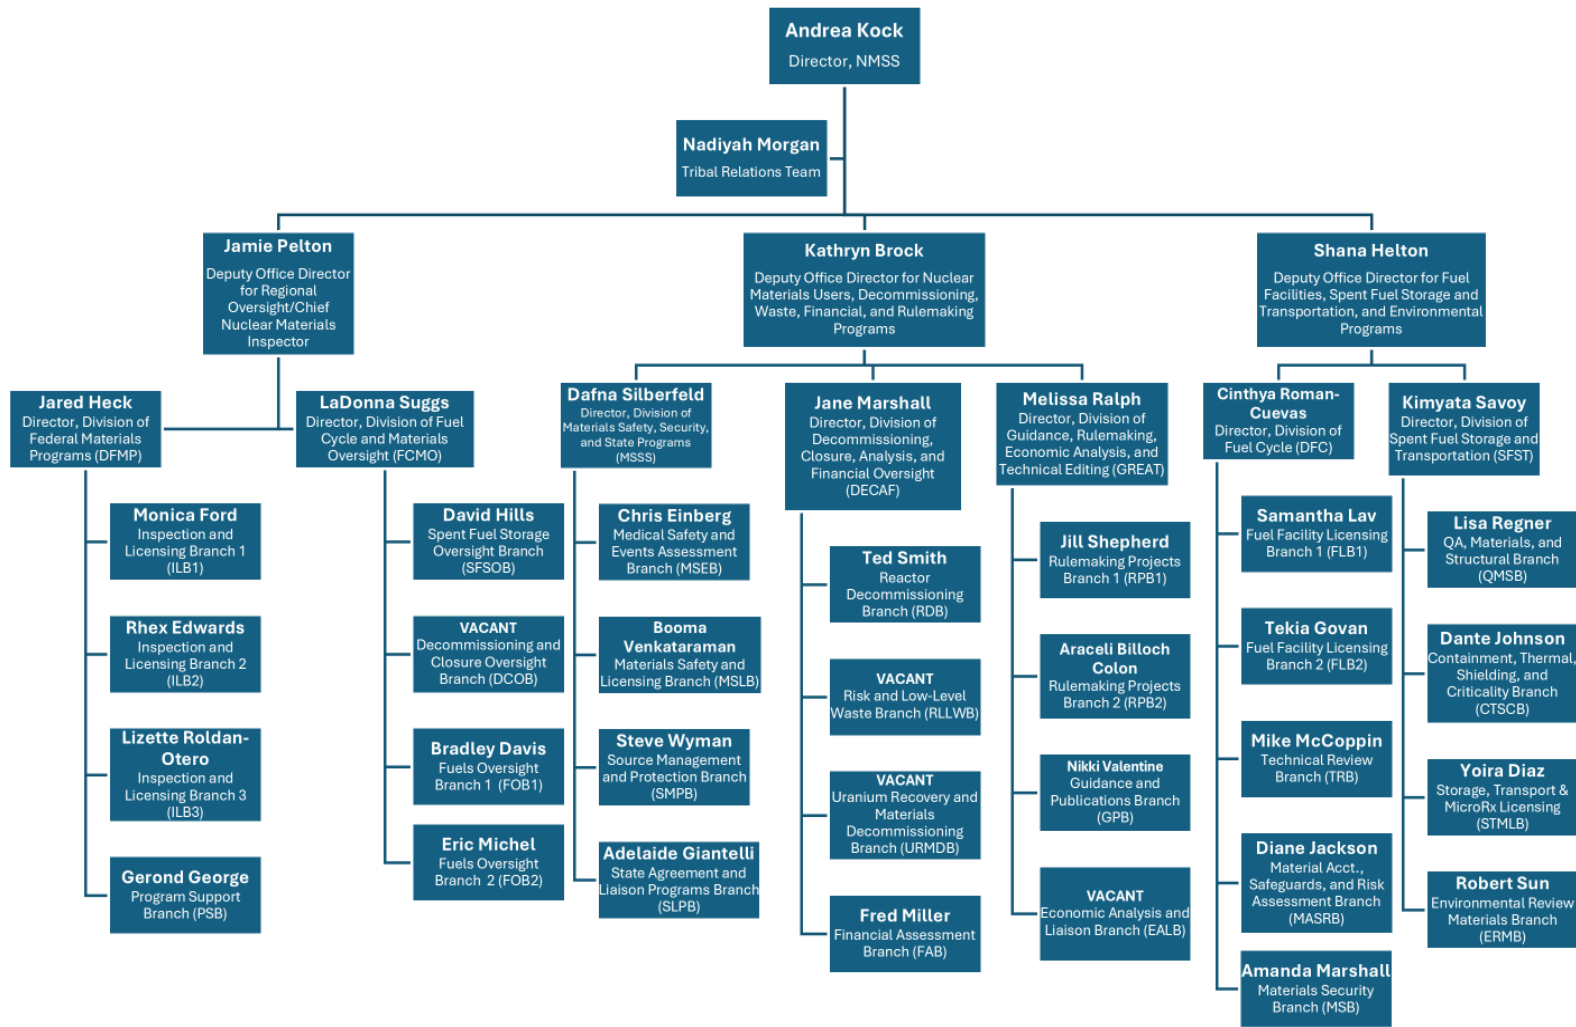 Andrea Kock
Director, NMSS
Nadiyah Morgan
Tribal Relations Team
Jamie Pelton
Deputy Office Director
for Regional
Oversight/Chief
Nuclear Materials
Inspector
Kathryn Brock
Deputy Office Director for Nuclear
Materials Users, Decommissioning,
Waste, Financial, and Rulemaking
Programs
Shana Helton
Deputy Office Director for Fuel
Facilities, Spent Fuel Storage and
Transportation, and Environmental
Programs
Jared Heck
Director, Division of
Federal Materials
Programs (DFMP)
LaDonna Suggs
Director, Division of Fuel
Cycle and Materials
Oversight (FCMO)
Dafna Silberfeld
Director, Division of
Materials Safety, Security,
and State Programs
(MSSS)
Jane Marshall
Director, Division of
Decommissioning,
Closure, Analysis, and
Financial Oversight
(DECAF)
Melissa Ralph
Director, Division of
Guidance, Rulemaking,
Economic Analysis, and
Technical Editing (GREAT)
Cinthya Roman-
Cuevas
Director, Division of
Fuel Cycle (DFC)
Kimyata Savoy
Director, Division of
Spent Fuel Storage and
Transportation (SFST)
Monica Ford
Inspection and
Licensing Branch 1
(ILB1)
Rhex Edwards
Inspection and
Licensing Branch 2
(ILB2)
Lizette Roldan-
Otero
Inspection and
Licensing Branch 3
(ILB3)
Gerond George
Program Support
Branch (PSB)
David Hills
Spent Fuel Storage
Oversight Branch
(SFSOB)
VACANT
Decommissioning and
Closure Oversight
Branch (DCOB)
Bradley Davis
Fuels Oversight
Branch 1 (FOB1)
Eric Michel
Fuels Oversight
Branch 2 (FOB2)
Chris Einberg
Medical Safety and
Events Assessment
Branch (MSEB)
Booma
Venkataraman
Materials Safety and
Licensing Branch (MSLB)
Steve Wyman
Source Management
and Protection Branch
(SMPB)
Adelaide Giantelli
State Agreement and
Liaison Programs Branch
(SLPB)
Ted Smith
Reactor
Decommissioning
Branch (RDB)
VACANT
Risk and Low-Level
Waste Branch (RLLWB)
VACANT
Uranium Recovery and
Materials
Decommissioning
Branch (URMDB)
Fred Miller
Financial Assessment
Branch (FAB)
Jill Shepherd
Rulemaking Projects
Branch 1 (RPB1)
Araceli Billoch
Colon
Rulemaking Projects
Branch 2 (RPB2)
Nikki Valentine
Guidance and
Publications Branch
(GPB)
VACANT
Economic Analysis and
Liaison Branch (EALB)
Samantha Lav
Fuel Facility Licensing
Branch 1 (FLB1)
Tekia Govan
Fuel Facility Licensing
Branch 2 (FLB2)
Mike McCoppin
Technical Review
Branch (TRB)
Diane Jackson
Material Acct.,
Safeguards, and Risk
Assessment Branch
(MASRB)
Amanda Marshall
Materials Security
Branch (MSB)
Lisa Regner
QA, Materials, and
Structural Branch
(QMSB)
Dante Johnson
Containment, Thermal,
Shielding, and
Criticality Branch
(CTSCB)
Yoira Diaz
Storage, Transport &
MicroRx Licensing
(STMLB)
Robert Sun
Environmental Review
Materials Branch
(ERMB)